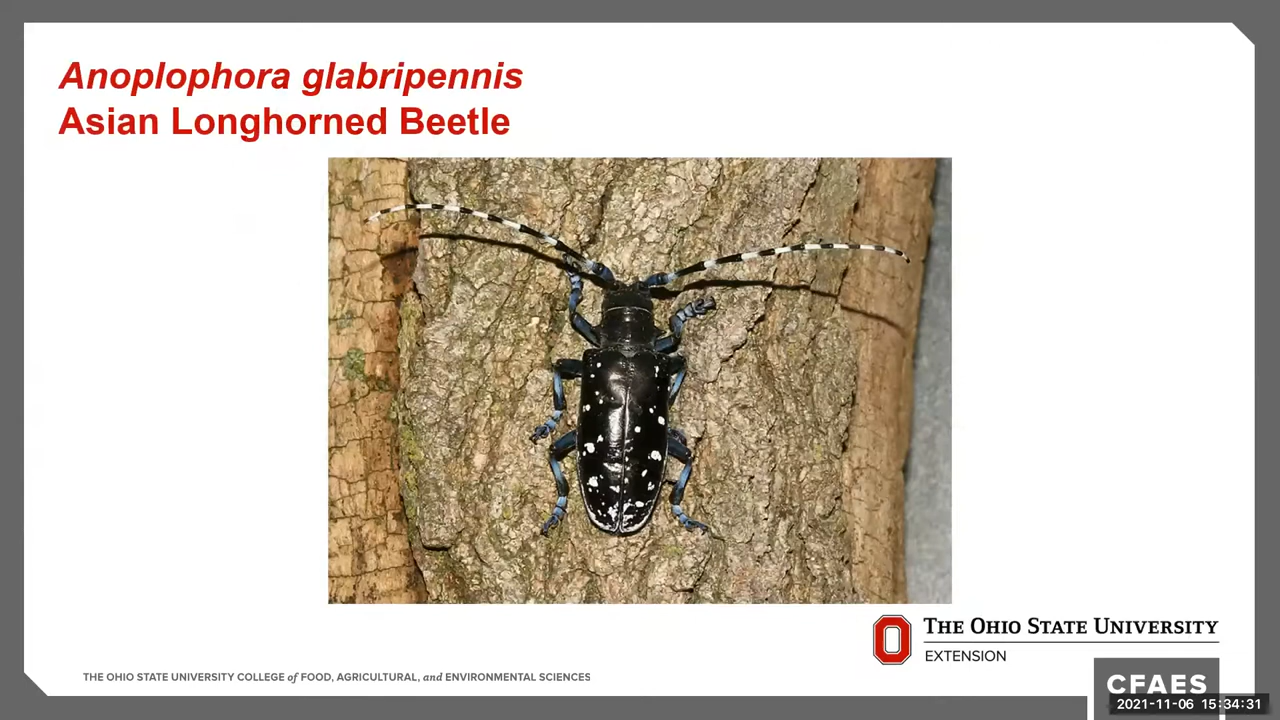 Anoplophora glabripennis
Asian Longhorned Beetle
THE OHIO STATE UNIVERSITY
EXTENSION
THE OHIO STATE UNIVERSITY COLLEGE of FOOD, AGRICULTURAL, and ENVIRONMENTAL SCIENCES
CFAES
2021-11-06 15:34:31